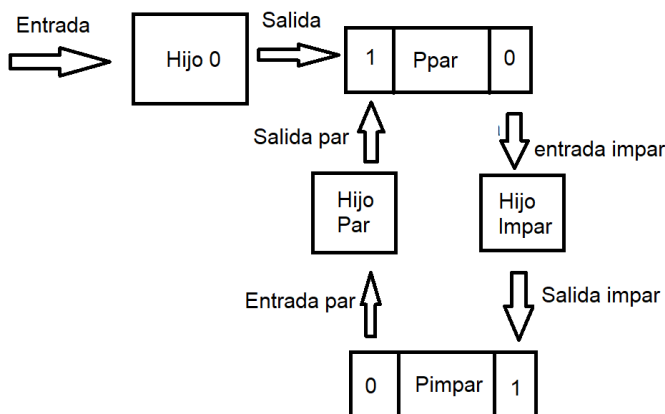 Entrada
Hijo 0
Salida
1 Ppar 0
Salida par
entrada impar
Hijo
Par
Hijo
Impar
Entrada par
Salida impar
0 Pimpar 1